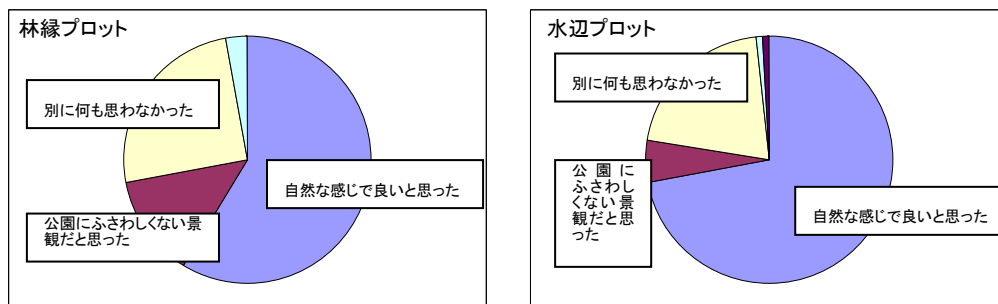 林縁プロット
別に何も思わなかった
自然な感じで良いと思った
公園にふさわしくない景
観だと思った
水辺プロット
別に何も思わなかった
公園に
ふさわし
くない景
観だと思
った
自然な感じで良いと思った